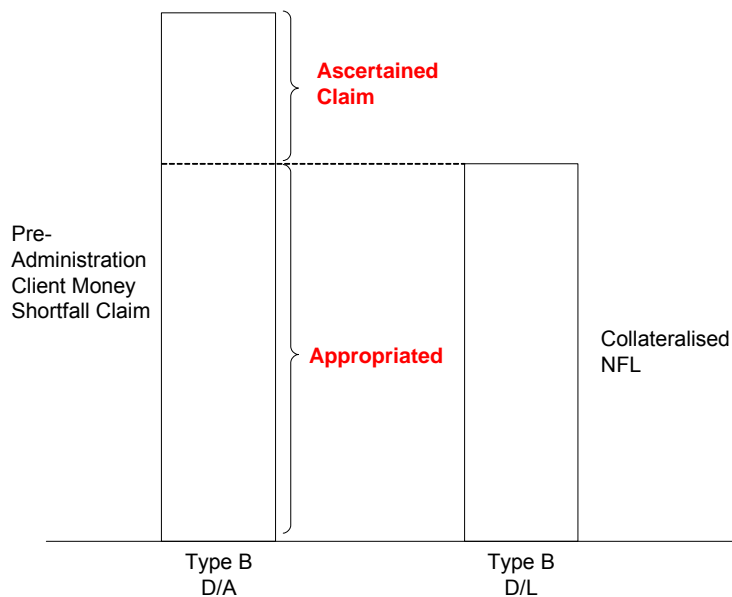 Ascertained
Claim
Pre-
Administration
Client Money
Shortfall Claim
Appropriated
Collateralised
NFL
Type B
D/A
Type B
D/L